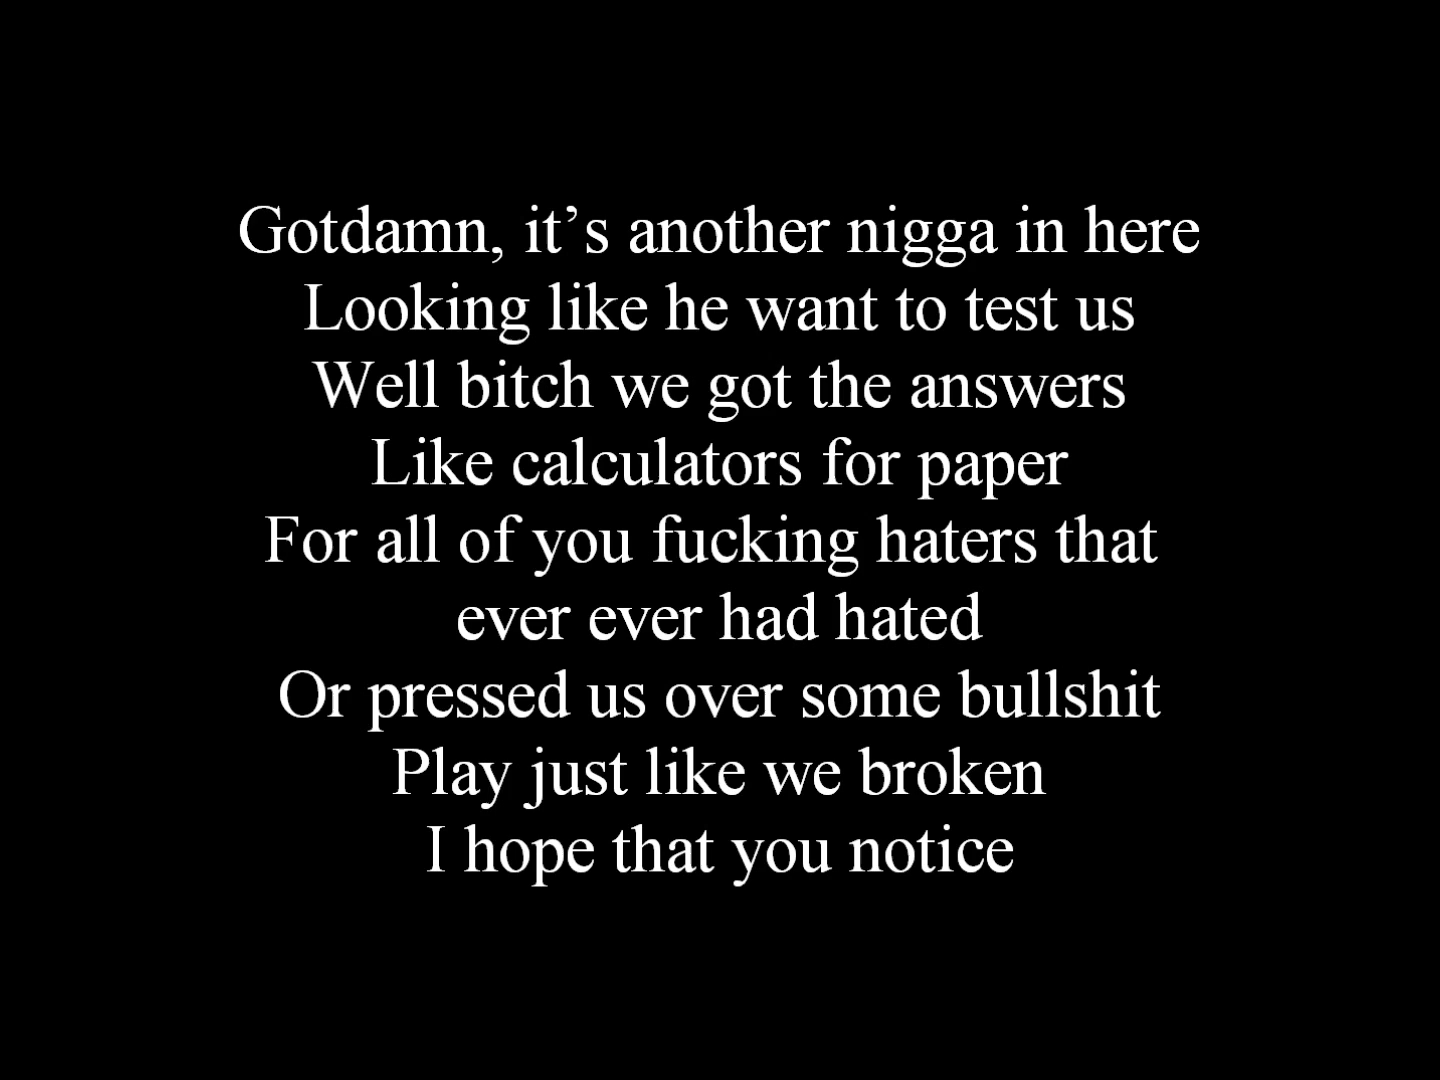 Gotdamn, it’s another nigga in here
Looking like he want to test us
Well bitch we got the answers
Like calculators for paper
For all of you fucking haters that
ever ever had hated
Or pressed us over some bullshit
Play just like we broken
I hope that you notice